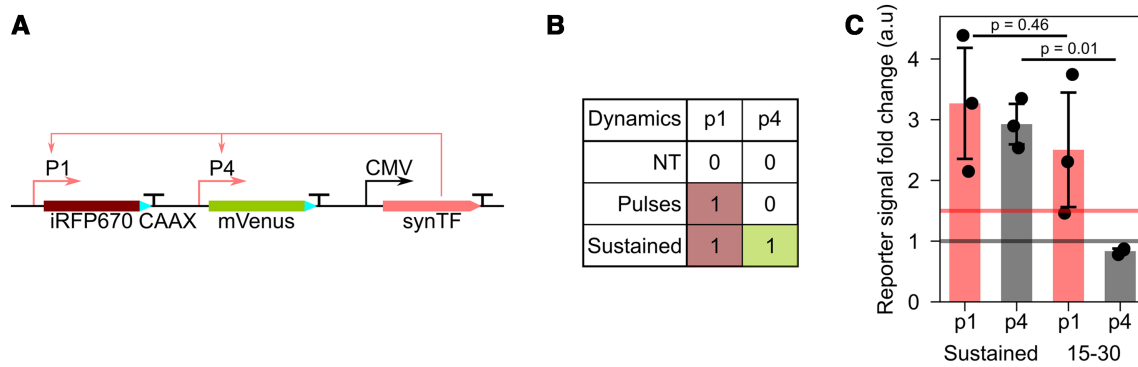 A
P1
P4
CMV
iRFP670 CAAX
mVenus
synTF
B
Dynamics p1 p4
NT 0 0
Pulses 1 0
Sustained 1 1
C
Reporter signal fold change (a.u)
p = 0.46
p = 0.01
4
3
2
1
0
p1 p4 p1 p4
Sustained 15-30